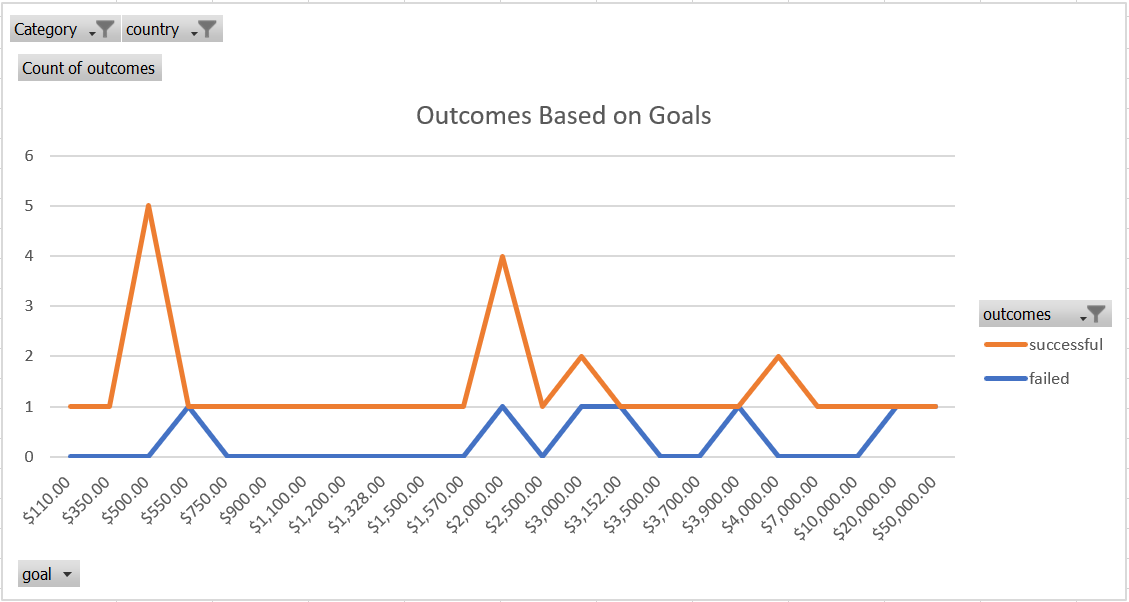 Category country
Count of outcomes
Outcomes Based on Goals
6
5
4
3
2
1
0
$110.00 $350.00 $500.00 $550.00 $750.00 $900.00 $1,100.00 $1,200.00 $1,328.00 $1,500.00 $1,570.00 $2,000.00 $2,500.00 $3,000.00 $3,152.00 $3,500.00 $3,700.00 $3,900.00 $4,000.00 $7,000.00 $10,000.00 $20,000.00 $50,000.00
outcomes
successful
failed
goal